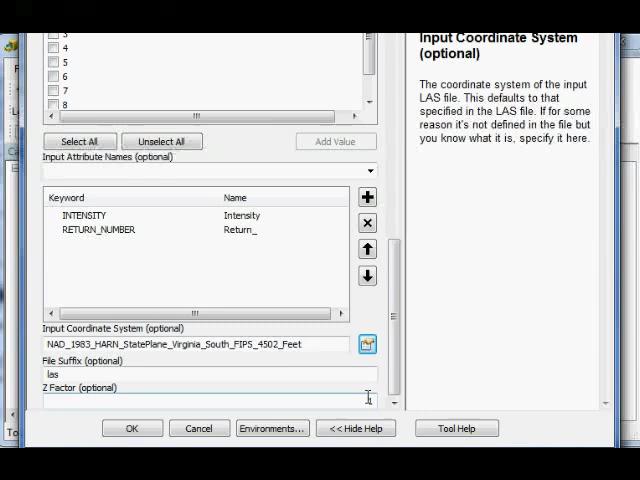 Input Coordinate System
(optional)
The coordinate system of the input
LAS file. This defaults to that
specified in the LAS file. If for some
reason it's not defined in the file but
you know what it is, specify it here.
3
4
5
6
7
8
Select All
Unselect All
Add Value
Input Attribute Names (optional)
Keyword
Name
INTENSITY
Intensity
RETURN_NUMBER
Return_
Input Coordinate System (optional)
NAD_1983_HARN_StatePlane_Virginia_South_FIPS_4502_Feet
File Suffix (optional)
las
Z Factor (optional)
1
OK
Cancel
Environments...
<< Hide Help
Tool Help